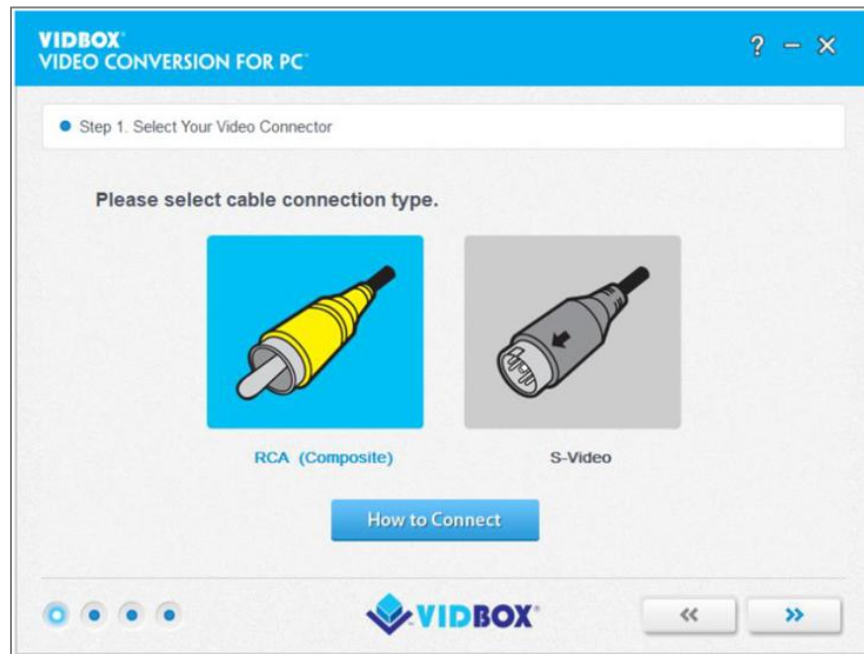 VIDBOX®
VIDEO CONVERSION FOR PC™
? – ×
Step 1. Select Your Video Connector
Please select cable connection type.
RCA (Composite)
S-Video
How to Connect
VIDBOX®
« »